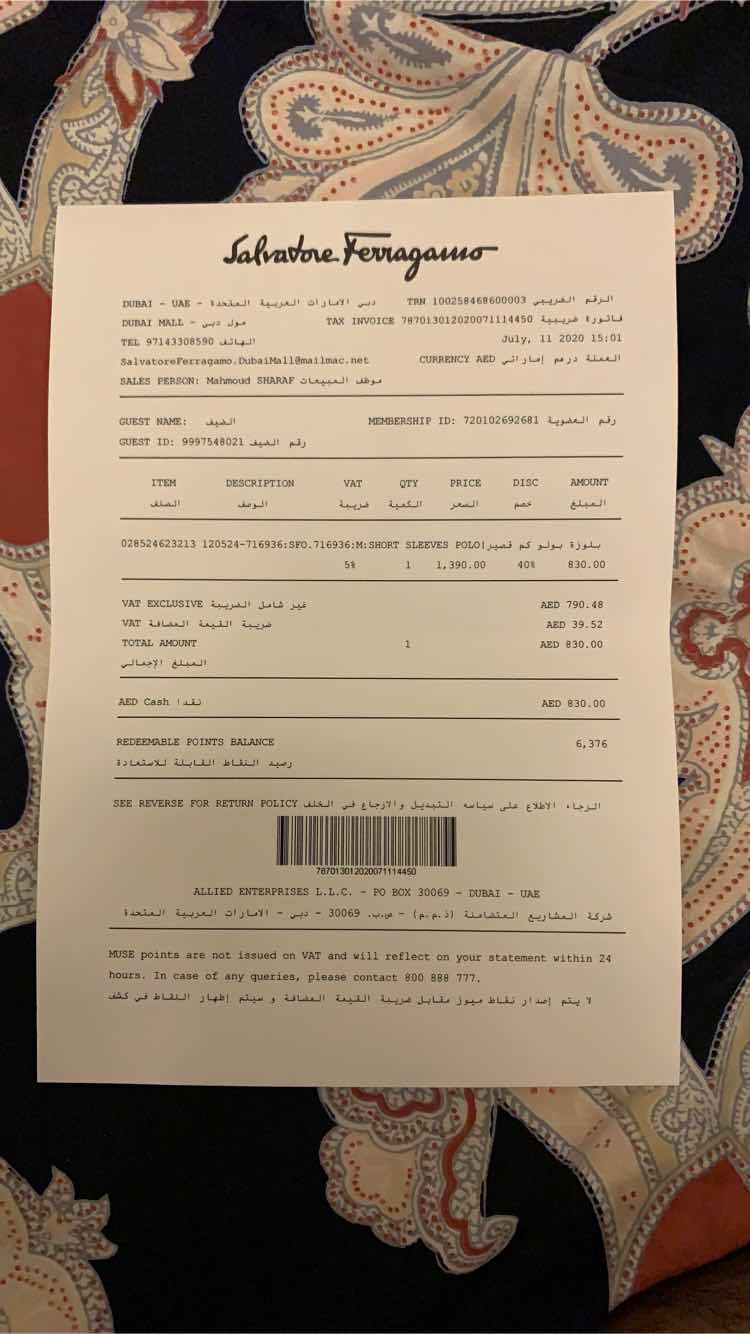 Salvatore Ferragamo
DUBAI - UAE - دبي الامارات العربية المتحدة TRN 100258468600003 الرقم الضريبي
DUBAI MALL - مول دبي TAX INVOICE 787013012020071114450 فاتورة ضريبية
TEL 97143308590 الهاتف July, 11 2020 15:01
SalvatoreFerragamo.DubaiMall@mailmac.net CURRENCY AED العملة درهم إماراتي
SALES PERSON: Mahmoud SHARAF موظف المبيعات
GUEST NAME: الضيف MEMBERSHIP ID: 720102692681 رقم العضوية
GUEST ID: 9997548021 رقم الضيف
ITEM DESCRIPTION VAT QTY PRICE DISC AMOUNT
الصنف الوصف ضريبة الكمية السعر خصم المبلغ
028524623213 120524-716936:SFO.716936:M:SHORT SLEEVES POLO|بلوزة بولو كم قصير
5% 1 1,390.00 40% 830.00
VAT EXCLUSIVE غير شامل الضريبة AED 790.48
VAT ضريبة القيمة المضافة AED 39.52
TOTAL AMOUNT 1 AED 830.00
المبلغ الإجمالي
AED Cash نقدا AED 830.00
REDEEMABLE POINTS BALANCE 6,376
رصيد النقاط القابلة للاستعادة
SEE REVERSE FOR RETURN POLICY الرجاء الاطلاع على سياسه التبديل والارجاع في الخلف
787013012020071114450
ALLIED ENTERPRISES L.L.C. - PO BOX 30069 - DUBAI - UAE
شركة المشاريع المتضامنة (ذ.م.م) - ص.ب. 30069 - دبي - الامارات العربية المتحدة
MUSE points are not issued on VAT and will reflect on your statement within 24
hours. In case of any queries, please contact 800 888 777.
لا يتم إصدار نقاط ميوز مقابل ضريبة القيمة المضافة و سيتم إظهار النقاط في كشف